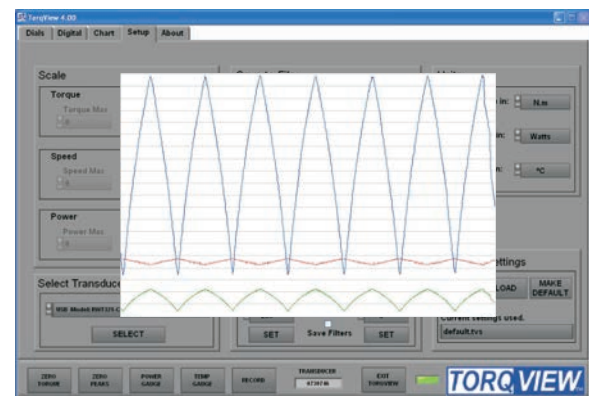 TorqView 4.00
Dials Digital Chart Setup About
Scale
Torque
Torque Max
Speed
Speed Max
Power
Power Max
N.m
Watts
ºC
Select Transduce
SELECT
SET Save Filters SET
ettings
LOAD MAKE DEFAULT
Current settings used.
default.tvs
ZERO TORQUE ZERO PEAKS POWER GAUGE TEMP GAUGE RECORD TRANSDUCER EXIT TORQVIEW
TORQVIEW